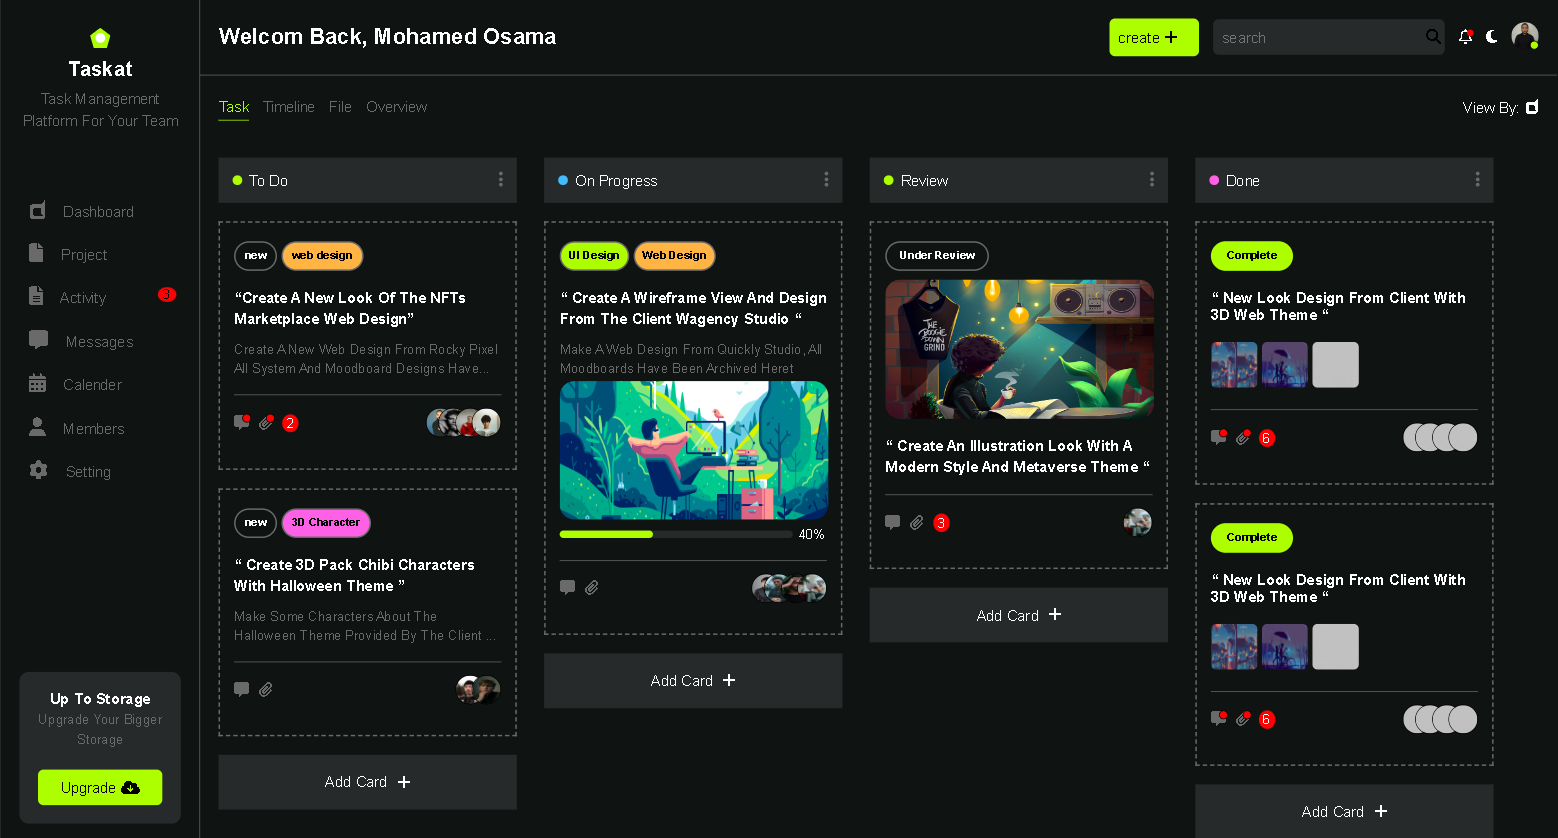 Taskat
Task Management
Platform For Your Team
Dashboard
Project
Activity
3
Messages
Calender
Members
Setting
Up To Storage
Upgrade Your Bigger
Storage
Upgrade
Welcom Back, Mohamed Osama
create +
search
Task
Timeline
File
Overview
View By:
To Do
new
web design
“Create A New Look Of The NFTs
Marketplace Web Design”
Create A New Web Design From Rocky Pixel
All System And Moodboard Designs Have...
2
new
3D Character
“ Create 3D Pack Chibi Characters
With Halloween Theme ”
Make Some Characters About The
Halloween Theme Provided By The Client ...
Add Card +
On Progress
UI Design
Web Design
“ Create A Wireframe View And Design
From The Client Wagency Studio “
Make A Web Design From Quickly Studio, All
Moodboards Have Been Archived Heret
40%
Add Card +
Review
Under Review
THE
BOOGIE
DOWN
GRIND
“ Create An Illustration Look With A
Modern Style And Metaverse Theme “
3
Add Card +
Done
Complete
“ New Look Design From Client With
3D Web Theme “
6
Complete
“ New Look Design From Client With
3D Web Theme “
6
Add Card +